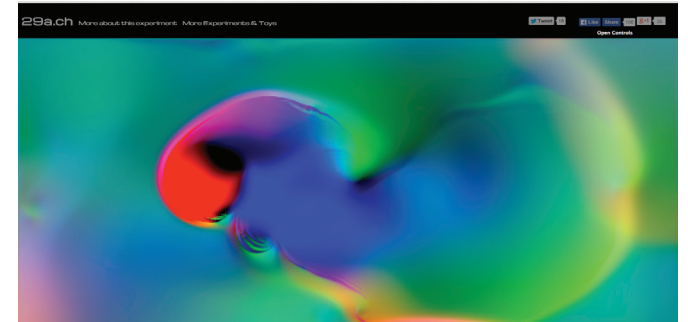 29a.ch More about this experiment More Experiments & Toys
Tweet Like Share
Open Controls